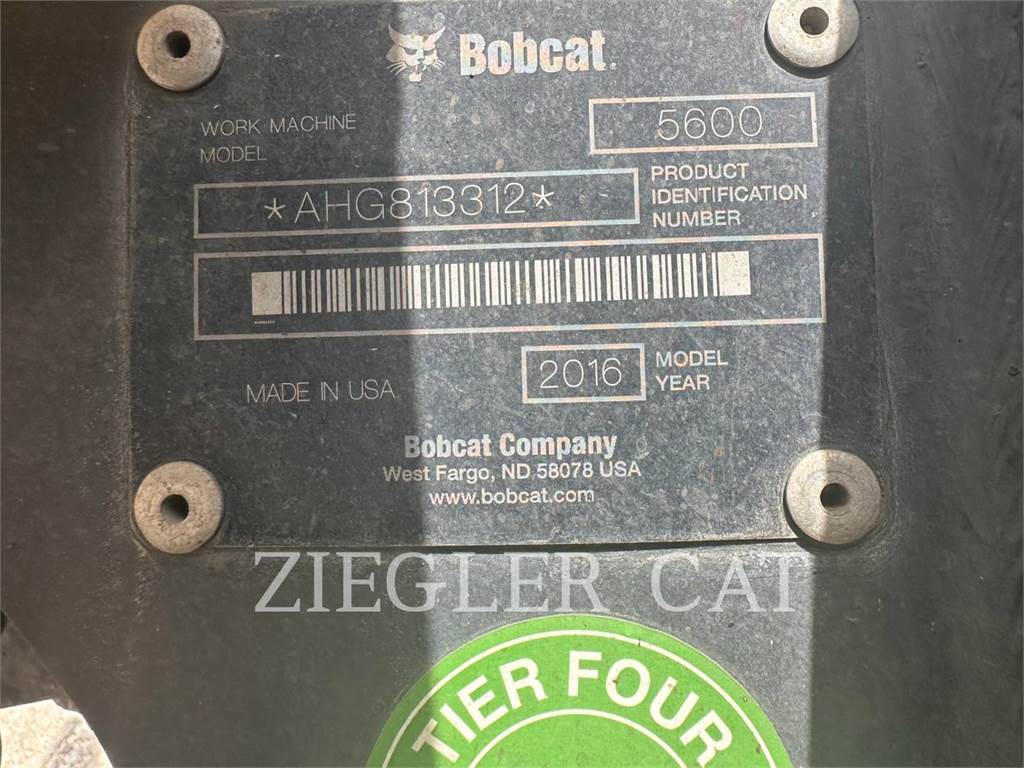 Bobcat.
WORK MACHINE
MODEL
5600
*AHG813312*
PRODUCT
IDENTIFICATION
NUMBER
MADE IN USA
2016
MODEL
YEAR
Bobcat Company
West Fargo, ND 58078 USA
www.bobcat.com
ZIEGLER CAT
TIER FOUR